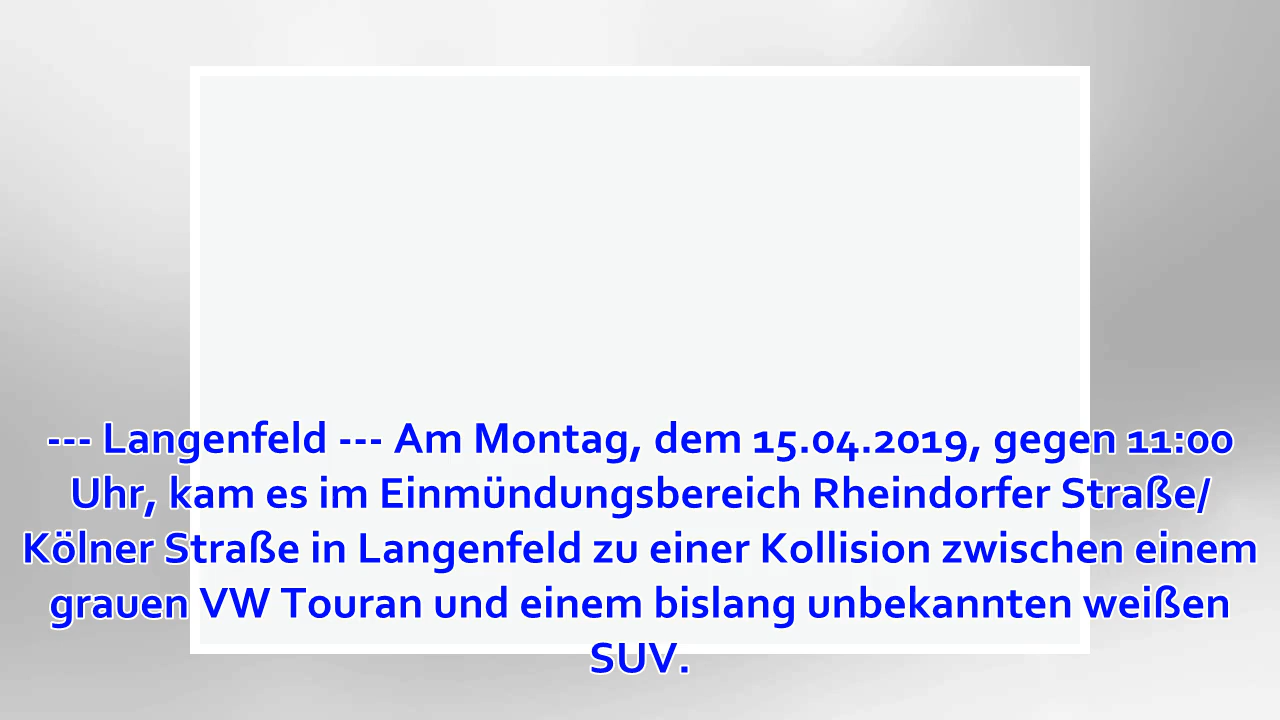 --- Langenfeld --- Am Montag, dem 15.04.2019, gegen 11:00
Uhr, kam es im Einmündungsbereich Rheindorfer Straße/
Kölner Straße in Langenfeld zu einer Kollision zwischen einem
grauen VW Touran und einem bislang unbekannten weißen
SUV.